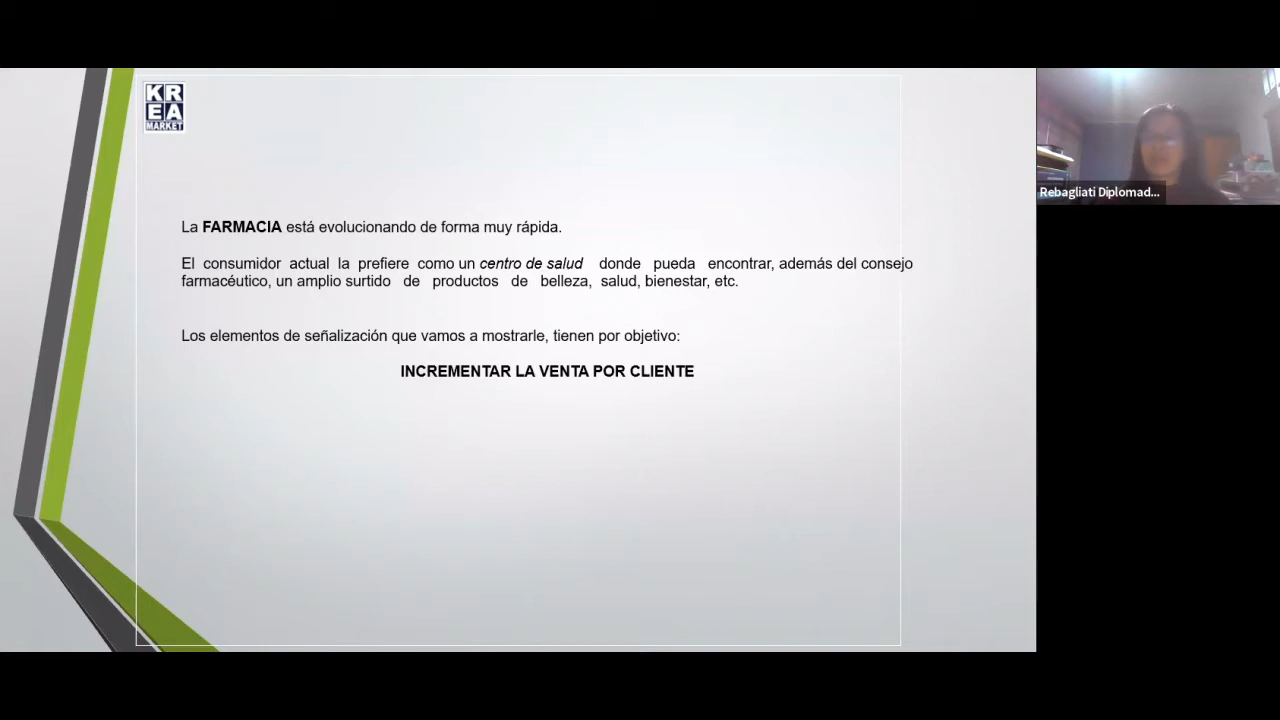 KR
EA
MARKET
La FARMACIA está evolucionando de forma muy rápida.
El consumidor actual la prefiere como un centro de salud donde pueda encontrar, además del consejo
farmacéutico, un amplio surtido de productos de belleza, salud, bienestar, etc.
Los elementos de señalización que vamos a mostrarle, tienen por objetivo:
INCREMENTAR LA VENTA POR CLIENTE
Rebagliati Diplomad...